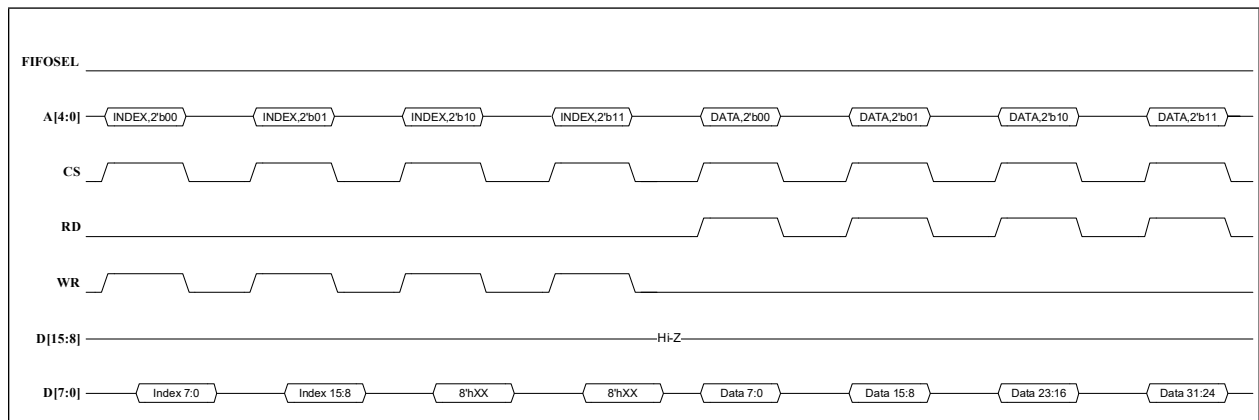 FIFOSEL
A[4:0] INDEX,2'b00 INDEX,2'b01 INDEX,2'b10 INDEX,2'b11 DATA,2'b00 DATA,2'b01 DATA,2'b10 DATA,2'b11
CS
RD
WR
D[15:8] Hi-Z
D[7:0] Index 7:0 Index 15:8 8'hXX 8'hXX Data 7:0 Data 15:8 Data 23:16 Data 31:24